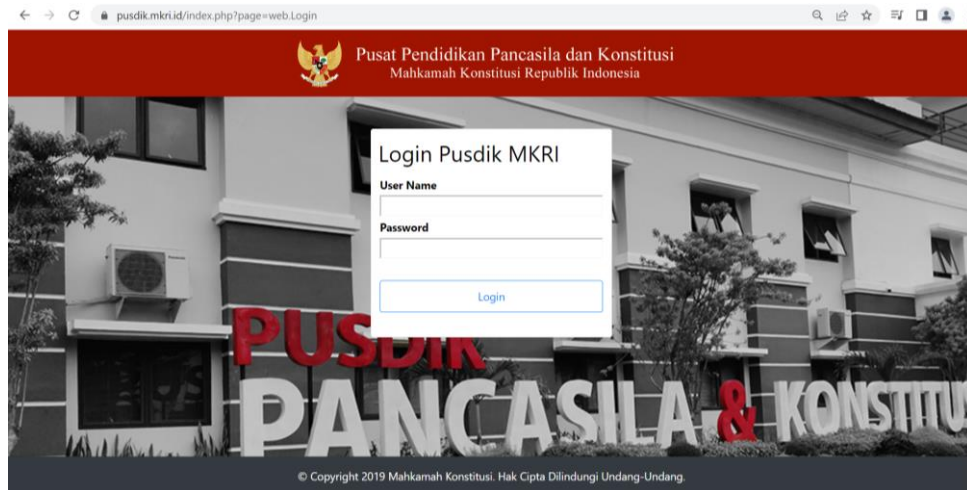 pusdik.mkri.id/index.php?page=web.Login
Pusat Pendidikan Pancasila dan Konstitusi
Mahkamah Konstitusi Republik Indonesia
Login Pusdik MKRI
User Name
Password
Login
PUSDIK
PANCASILA & KONSTITU
© Copyright 2019 Mahkamah Konstitusi. Hak Cipta Dilindungi Undang-Undang.